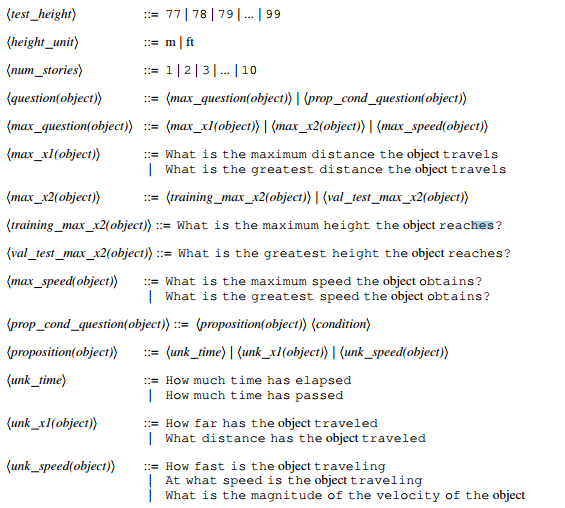 ⟨test_height⟩ ::= 77 | 78 | 79 | ... | 99
⟨height_unit⟩ ::= m | ft
⟨num_stories⟩ ::= 1 | 2 | 3 | ... | 10
⟨question(object)⟩ ::= ⟨max_question(object)⟩ | ⟨prop_cond_question(object)⟩
⟨max_question(object)⟩ ::= ⟨max_x1(object)⟩ | ⟨max_x2(object)⟩ | ⟨max_speed(object)⟩
⟨max_x1(object)⟩ ::= What is the maximum distance the object travels
| What is the greatest distance the object travels
⟨max_x2(object)⟩ ::= ⟨training_max_x2(object)⟩ | ⟨val_test_max_x2(object)⟩
⟨training_max_x2(object)⟩ ::= What is the maximum height the object reaches?
⟨val_test_max_x2(object)⟩ ::= What is the greatest height the object reaches?
⟨max_speed(object)⟩ ::= What is the maximum speed the object obtains?
| What is the greatest speed the object obtains?
⟨prop_cond_question(object)⟩ ::= ⟨proposition(object)⟩ ⟨condition⟩
⟨proposition(object)⟩ ::= ⟨unk_time⟩ | ⟨unk_x1(object)⟩ | ⟨unk_speed(object)⟩
⟨unk_time⟩ ::= How much time has elapsed
| How much time has passed
⟨unk_x1(object)⟩ ::= How far has the object traveled
| What distance has the object traveled
⟨unk_speed(object)⟩ ::= How fast is the object traveling
| At what speed is the object traveling
| What is the magnitude of the velocity of the object